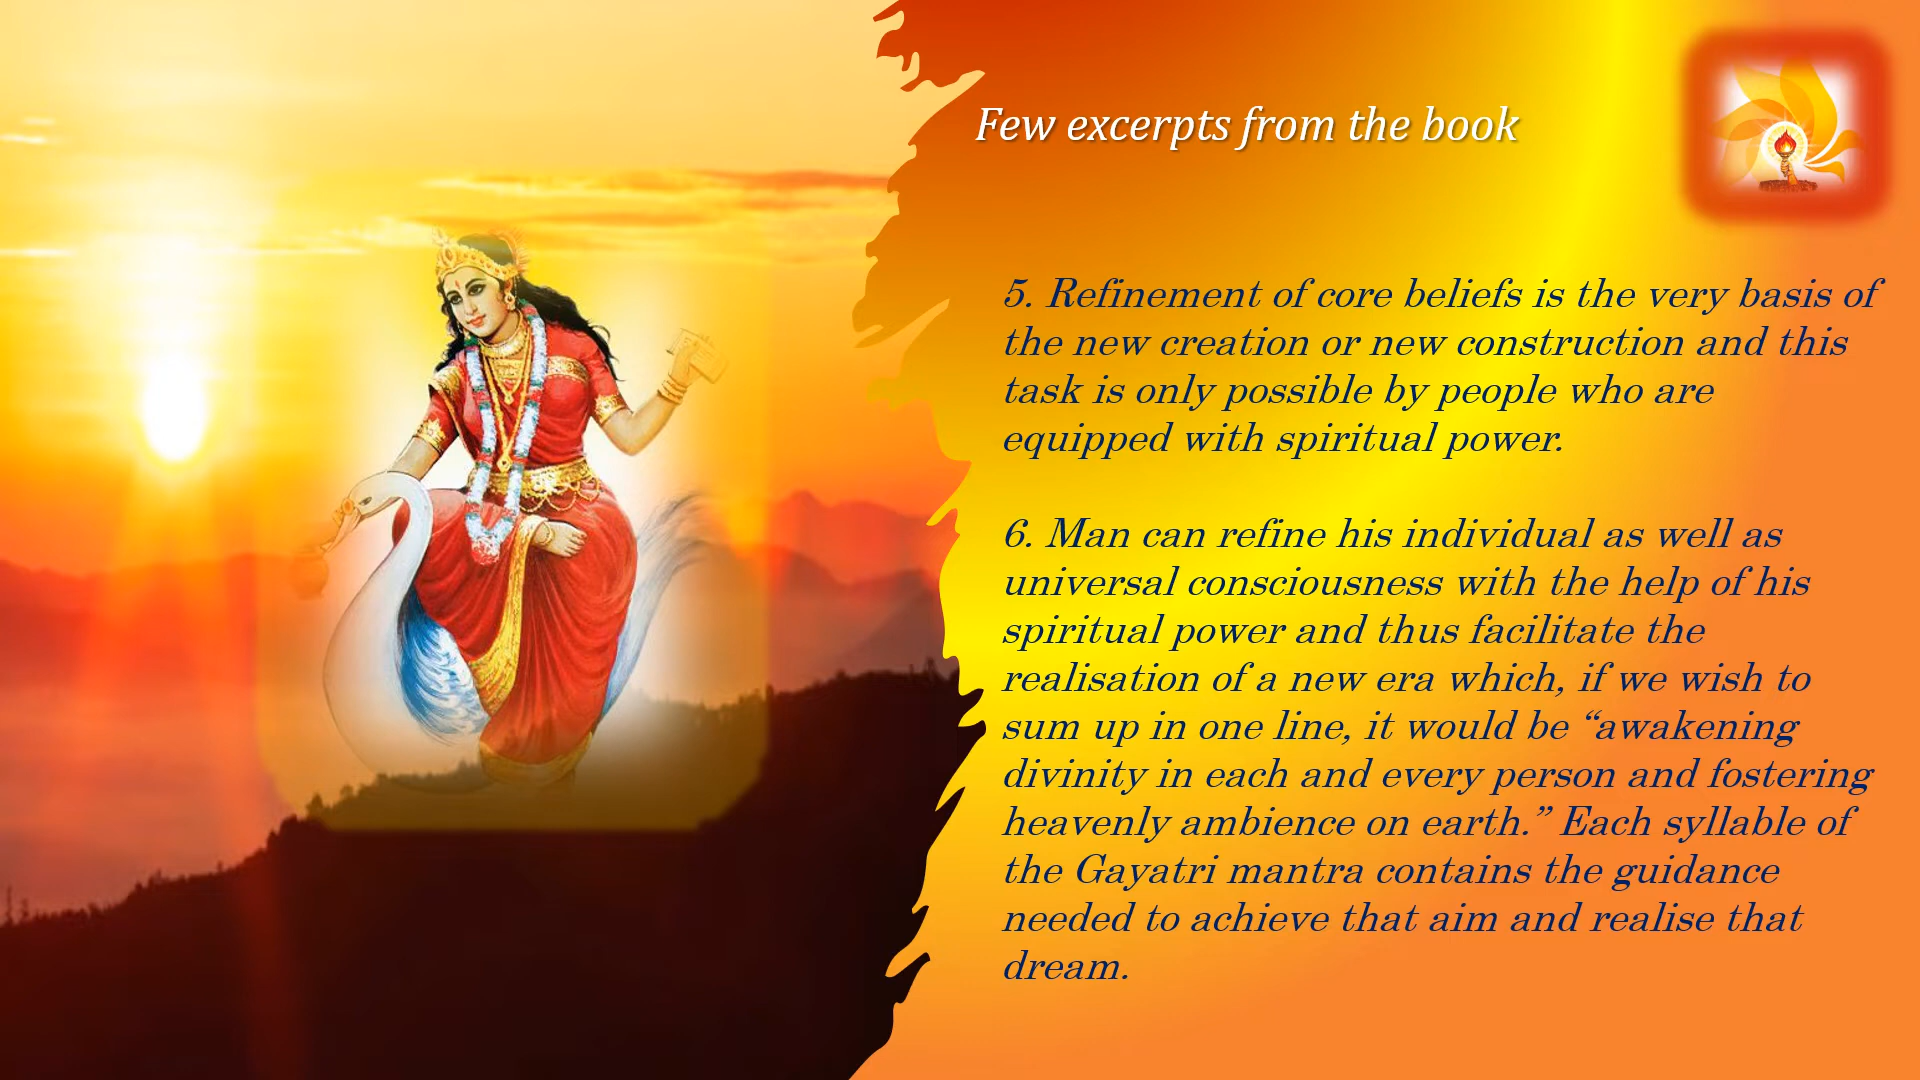 Few excerpts from the book
5. Refinement of core beliefs is the very basis of
the new creation or new construction and this
task is only possible by people who are
equipped with spiritual power.
6. Man can refine his individual as well as
universal consciousness with the help of his
spiritual power and thus facilitate the
realisation of a new era which, if we wish to
sum up in one line, it would be “awakening
divinity in each and every person and fostering
heavenly ambience on earth.” Each syllable of
the Gayatri mantra contains the guidance
needed to achieve that aim and realise that
dream.